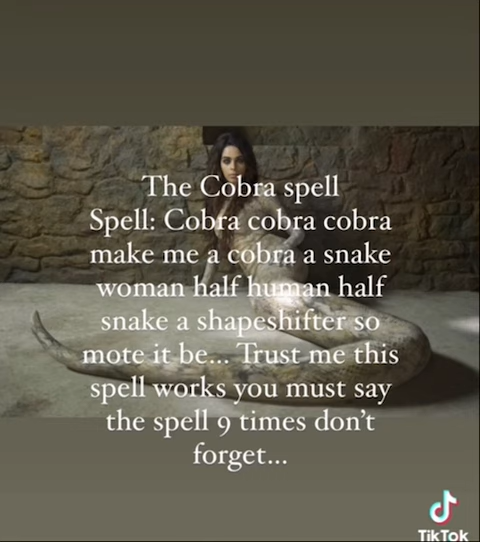 The Cobra spell
Spell: Cobra cobra cobra
make me a cobra a snake
woman half human half
snake a shapeshifter so
mote it be... Trust me this
spell works you must say
the spell 9 times don't
forget...
TikTok